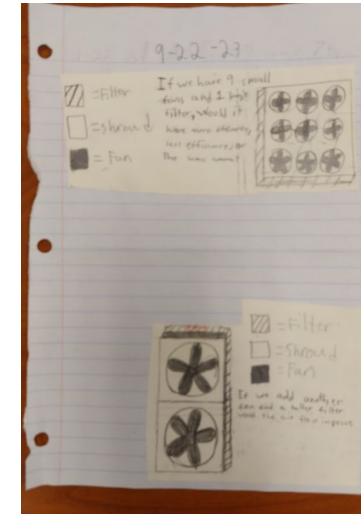 9-22-23
If we have 9 small
fans and 1 big
filter, would it
have more efficiency,
less efficiency, or
the same
= Filter
= Shroud
= Fan
= Filter
= Shroud
= Fan
If we add another
fan and a taller filter
would the air flow improve